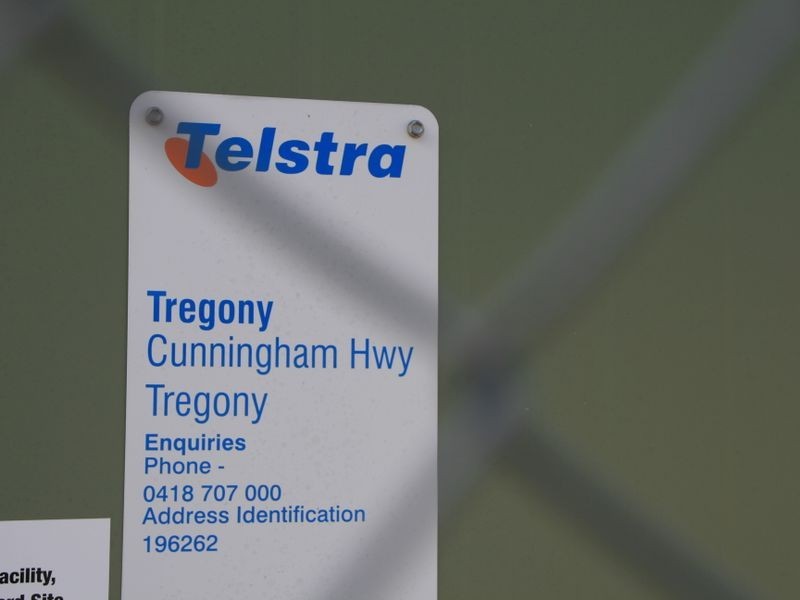 Telstra
Tregony
Cunningham Hwy
Tregony
Enquiries
Phone -
0418 707 000
Address Identification
196262
acility,